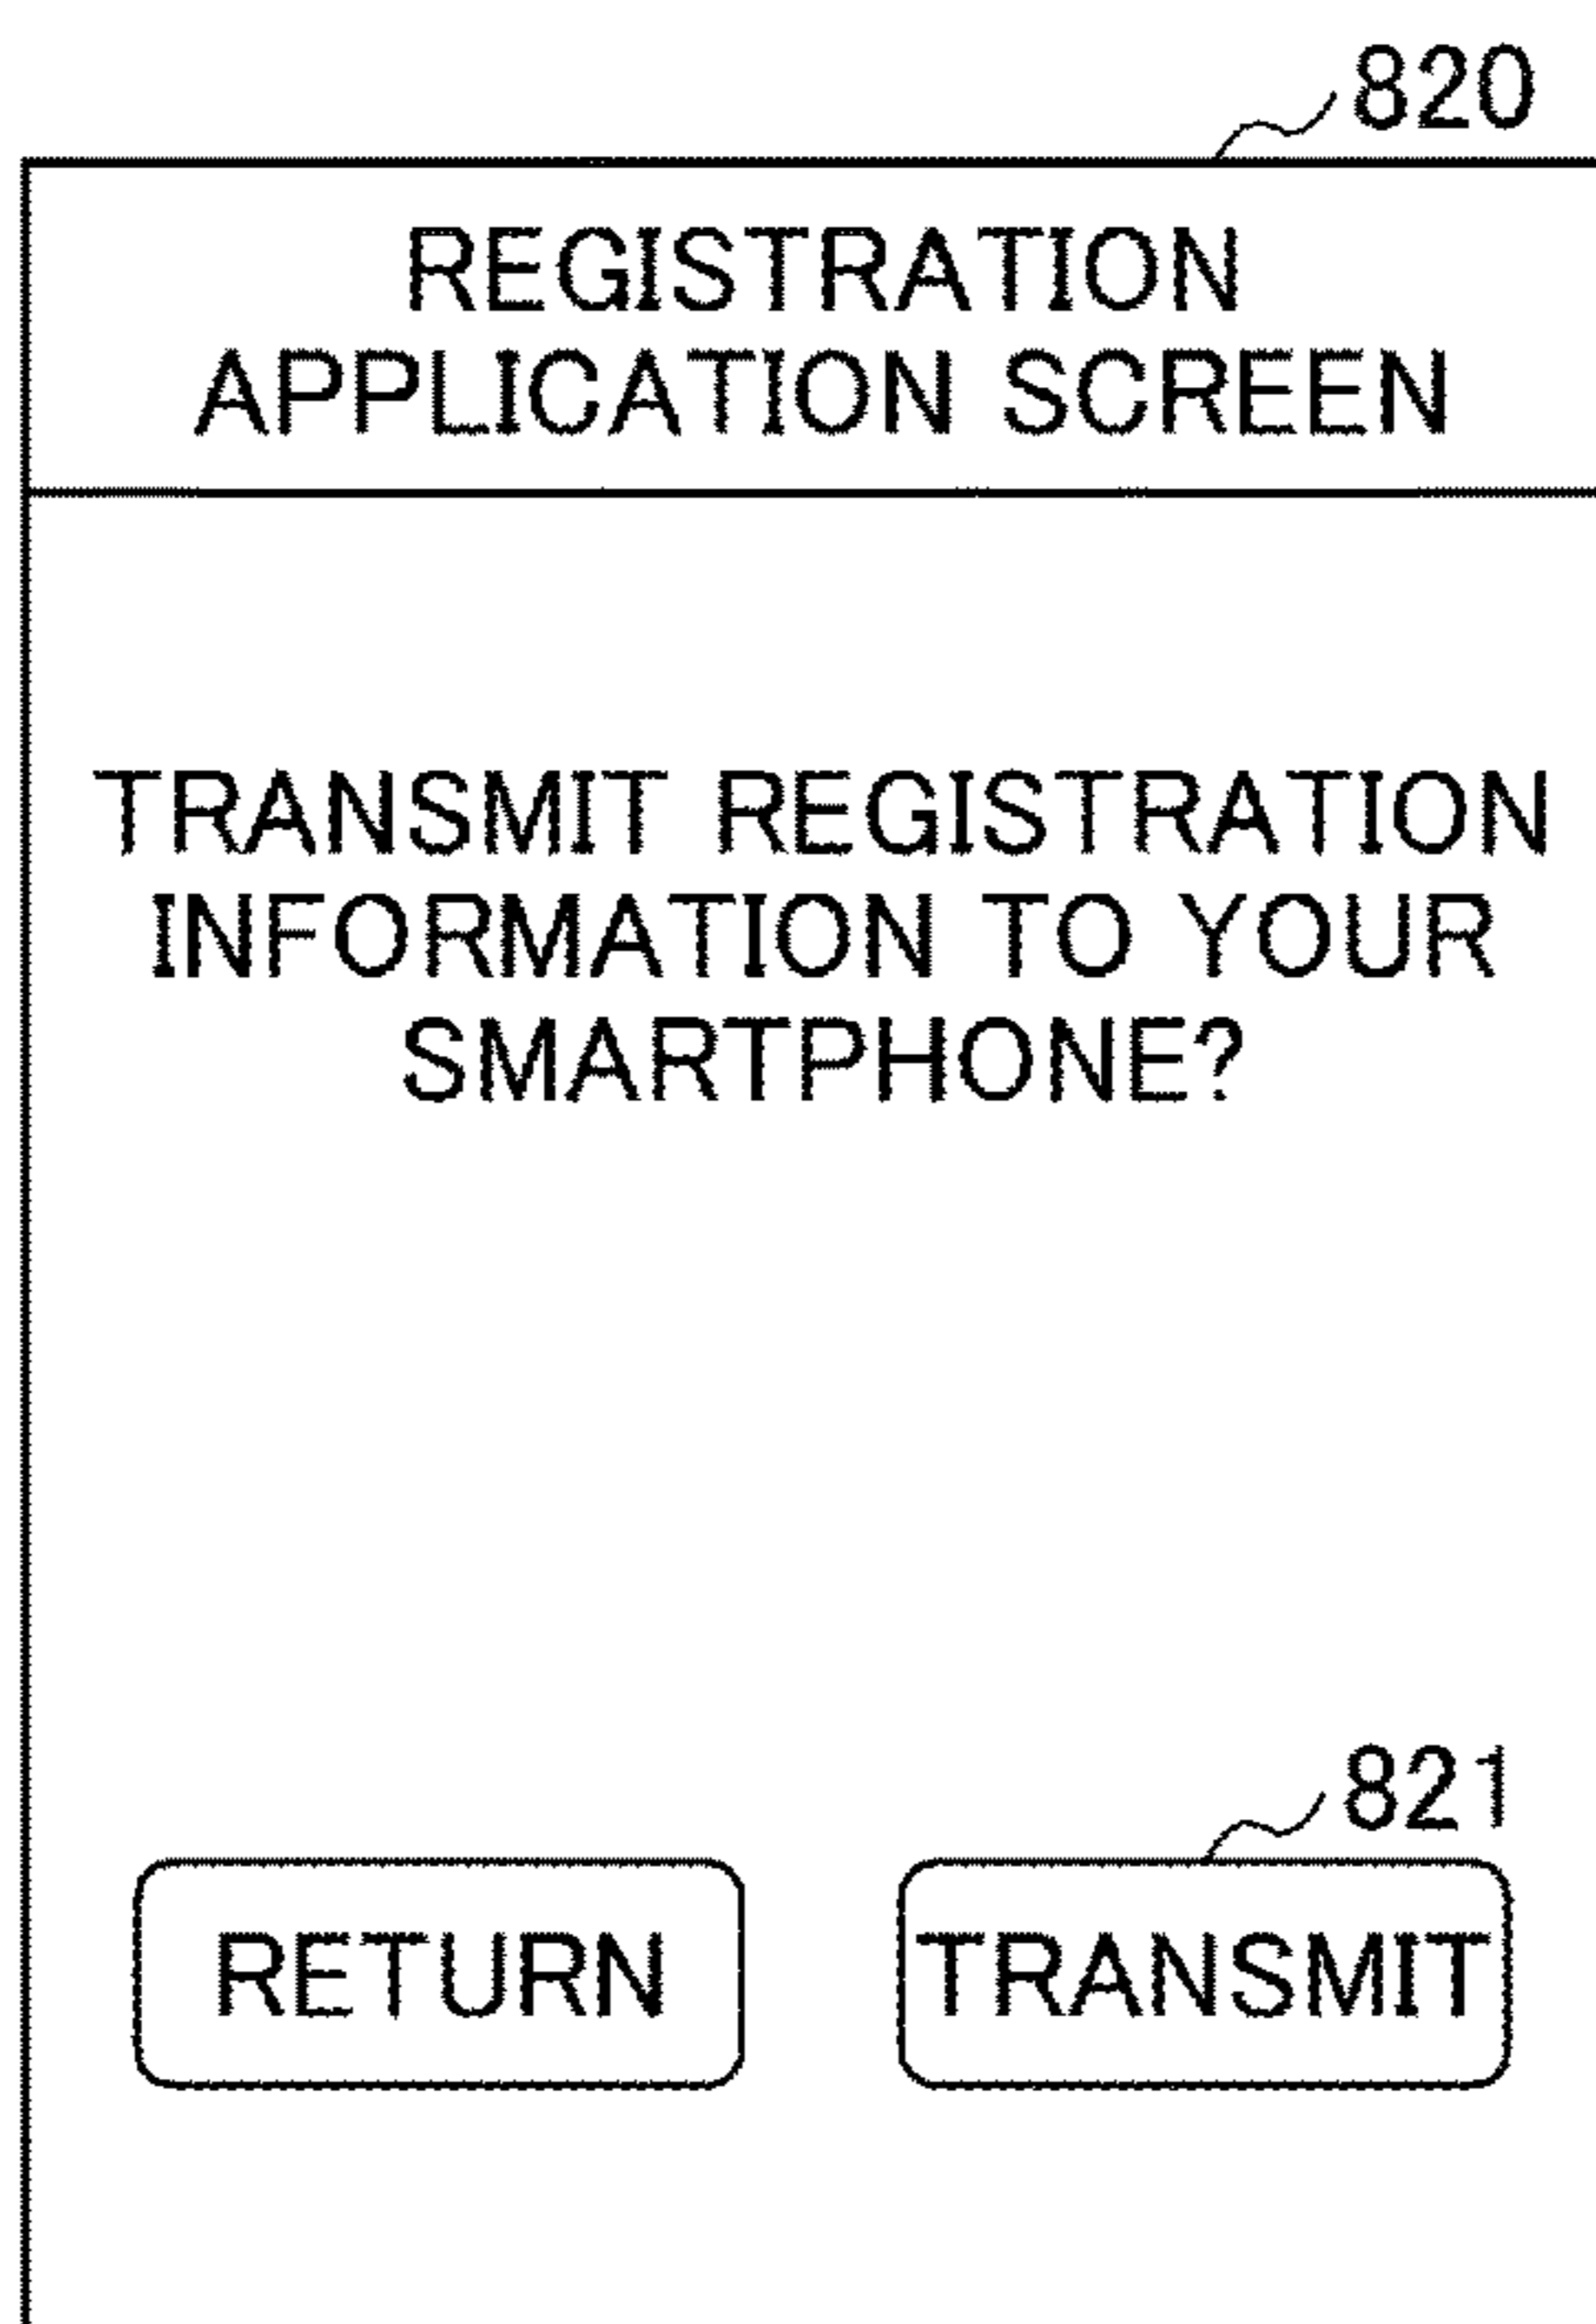 820
REGISTRATION
APPLICATION SCREEN
TRANSMIT REGISTRATION
INFORMATION TO YOUR
SMARTPHONE?
821
RETURN
TRANSMIT